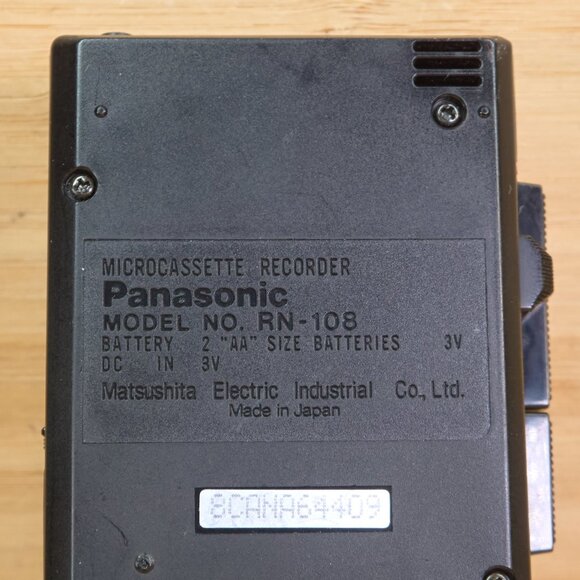 MICROCASSETTE RECORDER
Panasonic
MODEL NO. RN-108
BATTERY 2 "AA" SIZE BATTERIES 3V
DC IN 3V
Matsushita Electric Industrial Co., Ltd.
Made in Japan
8CANA64409